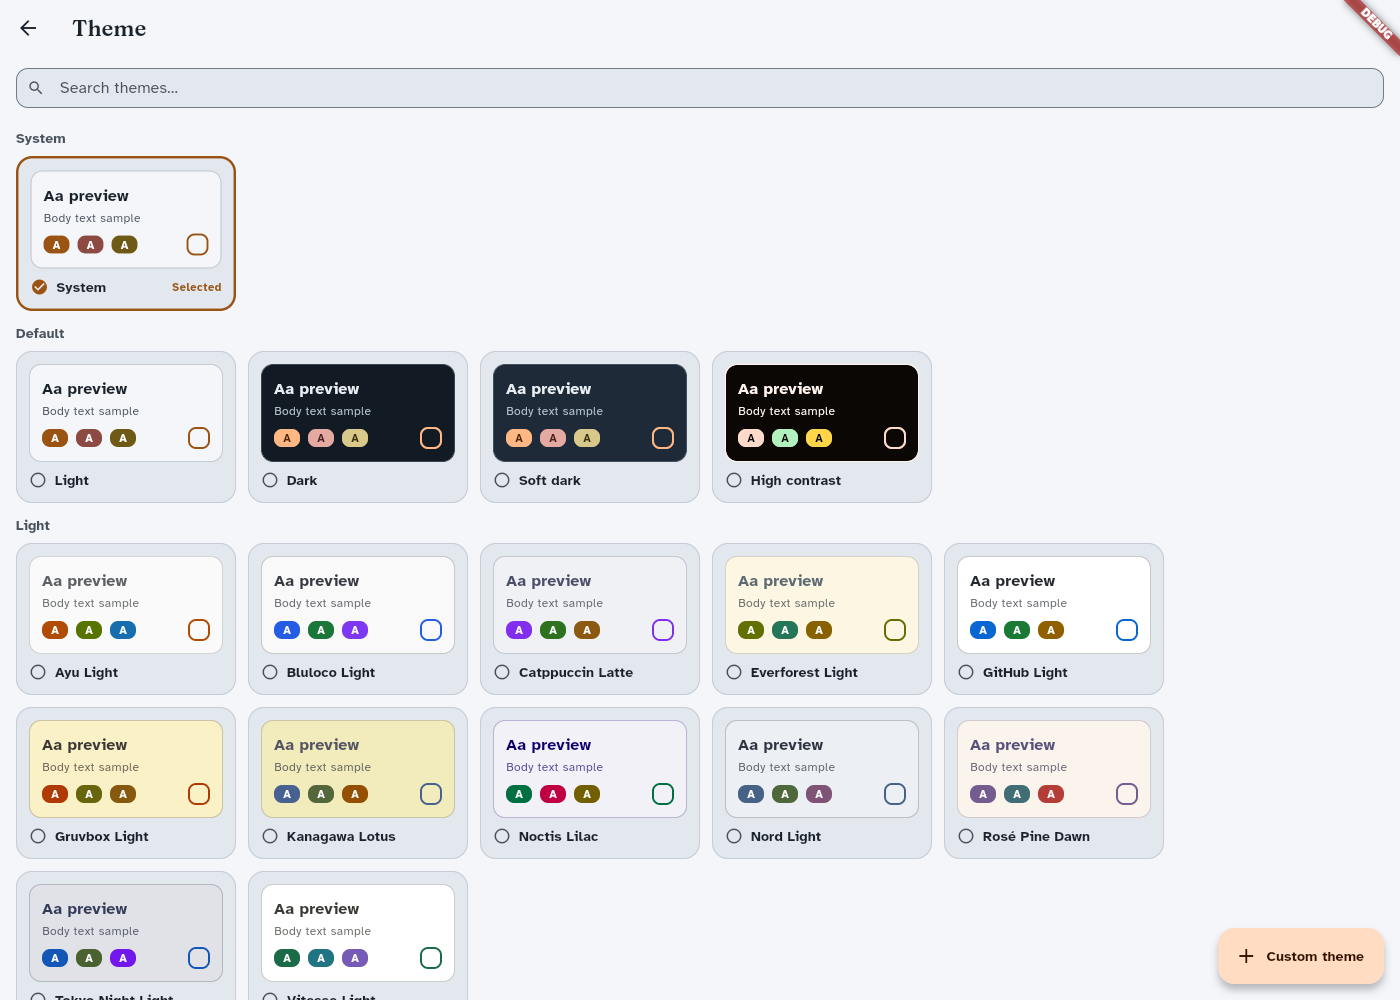 Theme
DEBUG
Search themes...
System
Aa preview
Body text sample
A A A
System Selected
Default
Aa preview Aa preview Aa preview Aa preview
Body text sample Body text sample Body text sample Body text sample
A A A A A A A A A A A A
Light Dark Soft dark High contrast
Light
Aa preview Aa preview Aa preview Aa preview Aa preview
Body text sample Body text sample Body text sample Body text sample Body text sample
A A A A A A A A A A A A A A A
Ayu Light Bluloco Light Catppuccin Latte Everforest Light GitHub Light
Aa preview Aa preview Aa preview Aa preview Aa preview
Body text sample Body text sample Body text sample Body text sample Body text sample
A A A A A A A A A A A A A A A
Gruvbox Light Kanagawa Lotus Noctis Lilac Nord Light Rosé Pine Dawn
Aa preview Aa preview
Body text sample Body text sample
A A A A A A
Custom theme
Tokyo Night Light Vitesse Light